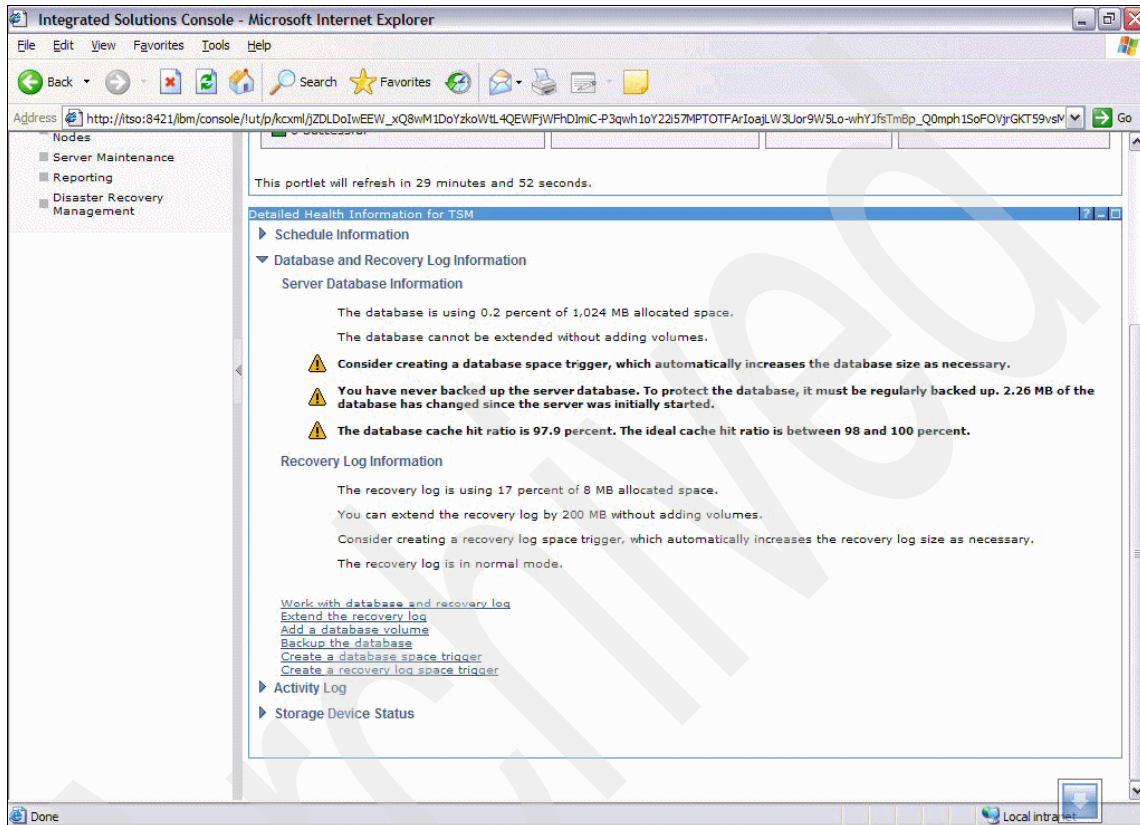 Integrated Solutions Console - Microsoft Internet Explorer
File Edit View Favorites Tools Help
Back Search Favorites
Address http://itso:8421/ibm/console/!ut/p/kcxml/ Go
Nodes
Server Maintenance
Reporting
Disaster Recovery
Management
This portlet will refresh in 29 minutes and 52 seconds.
Detailed Health Information for TSM
Schedule Information
Database and Recovery Log Information
Server Database Information
The database is using 0.2 percent of 1,024 MB allocated space.
The database cannot be extended without adding volumes.
Consider creating a database space trigger, which automatically increases the database size as necessary.
You have never backed up the server database. To protect the database, it must be regularly backed up. 2.26 MB of the
database has changed since the server was initially started.
The database cache hit ratio is 97.9 percent. The ideal cache hit ratio is between 98 and 100 percent.
Recovery Log Information
The recovery log is using 17 percent of 8 MB allocated space.
You can extend the recovery log by 200 MB without adding volumes.
Consider creating a recovery log space trigger, which automatically increases the recovery log size as necessary.
The recovery log is in normal mode.
Work with database and recovery log
Extend the recovery log
Add a database volume
Backup the database
Create a database space trigger
Create a recovery log space trigger
Activity Log
Storage Device Status
Done
Local intranet
Archived